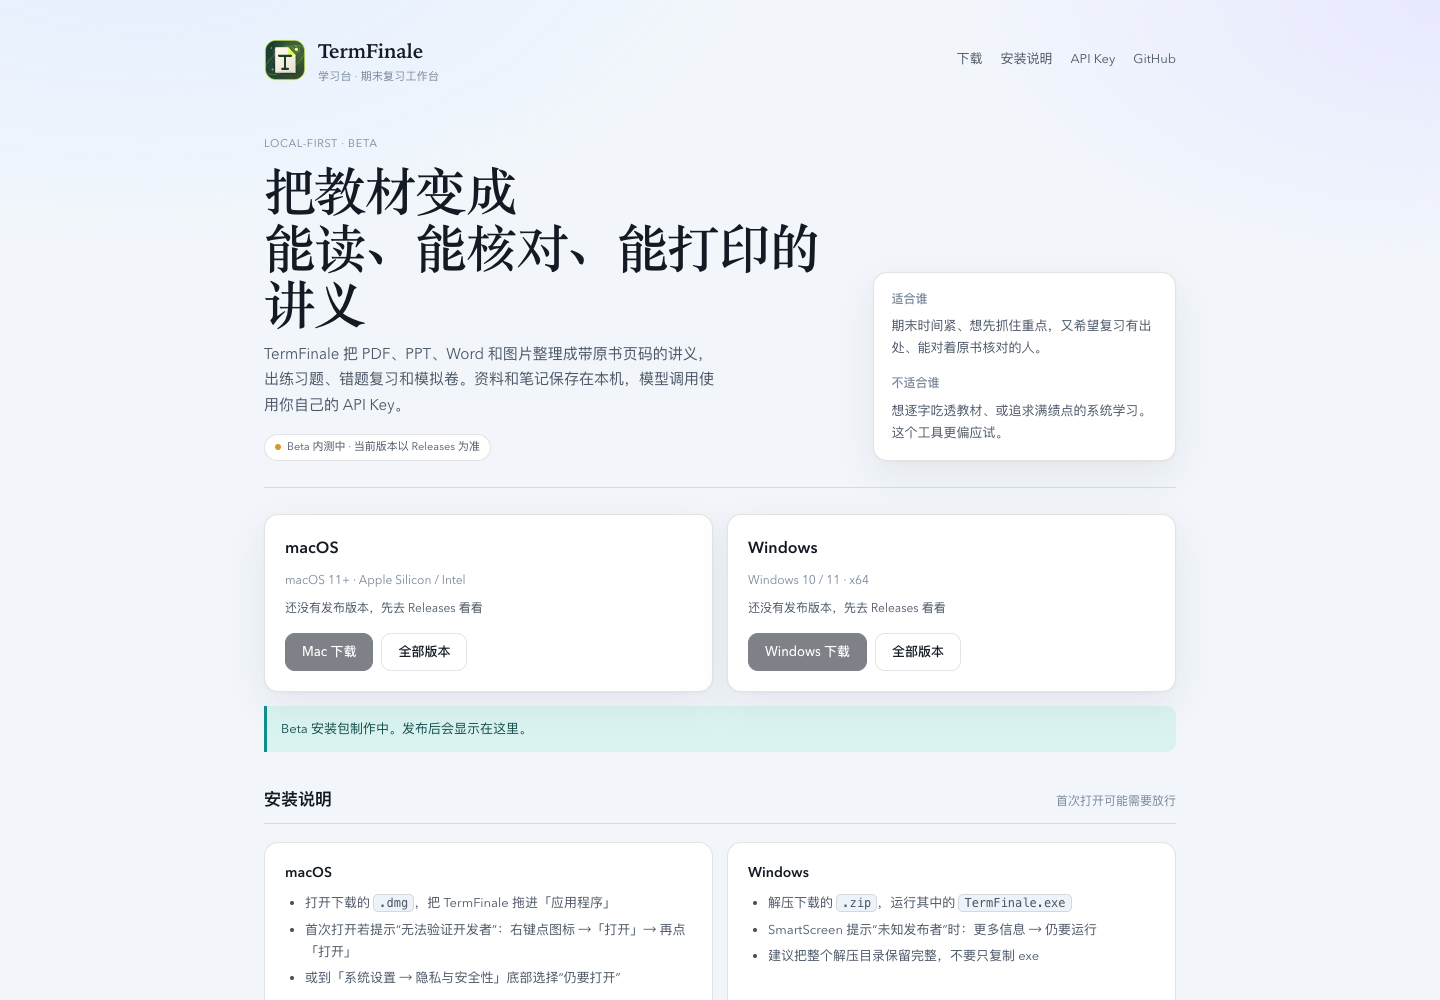 TermFinale
学习台 · 期末复习工作台
下载 安装说明 API Key GitHub
LOCAL-FIRST · BETA
把教材变成
能读、能核对、能打印的
讲义
TermFinale 把 PDF、PPT、Word 和图片整理成带原书页码的讲义，
出练习题、错题复习和模拟卷。资料和笔记保存在本机，模型调用使
用你自己的 API Key。
Beta 内测中 · 当前版本以 Releases 为准
适合谁
期末时间紧、想先抓住重点，又希望复习有出
处、能对着原书核对的人。
不适合谁
想逐字吃透教材、或追求满绩点的系统学习。
这个工具更偏应试。
macOS
macOS 11+ · Apple Silicon / Intel
还没有发布版本，先去 Releases 看看
Mac 下载 全部版本
Windows
Windows 10 / 11 · x64
还没有发布版本，先去 Releases 看看
Windows 下载 全部版本
Beta 安装包制作中。发布后会显示在这里。
安装说明
首次打开可能需要放行
macOS
• 打开下载的 .dmg，把 TermFinale 拖进「应用程序」
• 首次打开若提示“无法验证开发者”：右键点图标 →「打开」→ 再点
「打开」
• 或到「系统设置 → 隐私与安全性」底部选择“仍要打开”
Windows
• 解压下载的 .zip，运行其中的 TermFinale.exe
• SmartScreen 提示“未知发布者”时：更多信息 → 仍要运行
• 建议把整个解压目录保留完整，不要只复制 exe